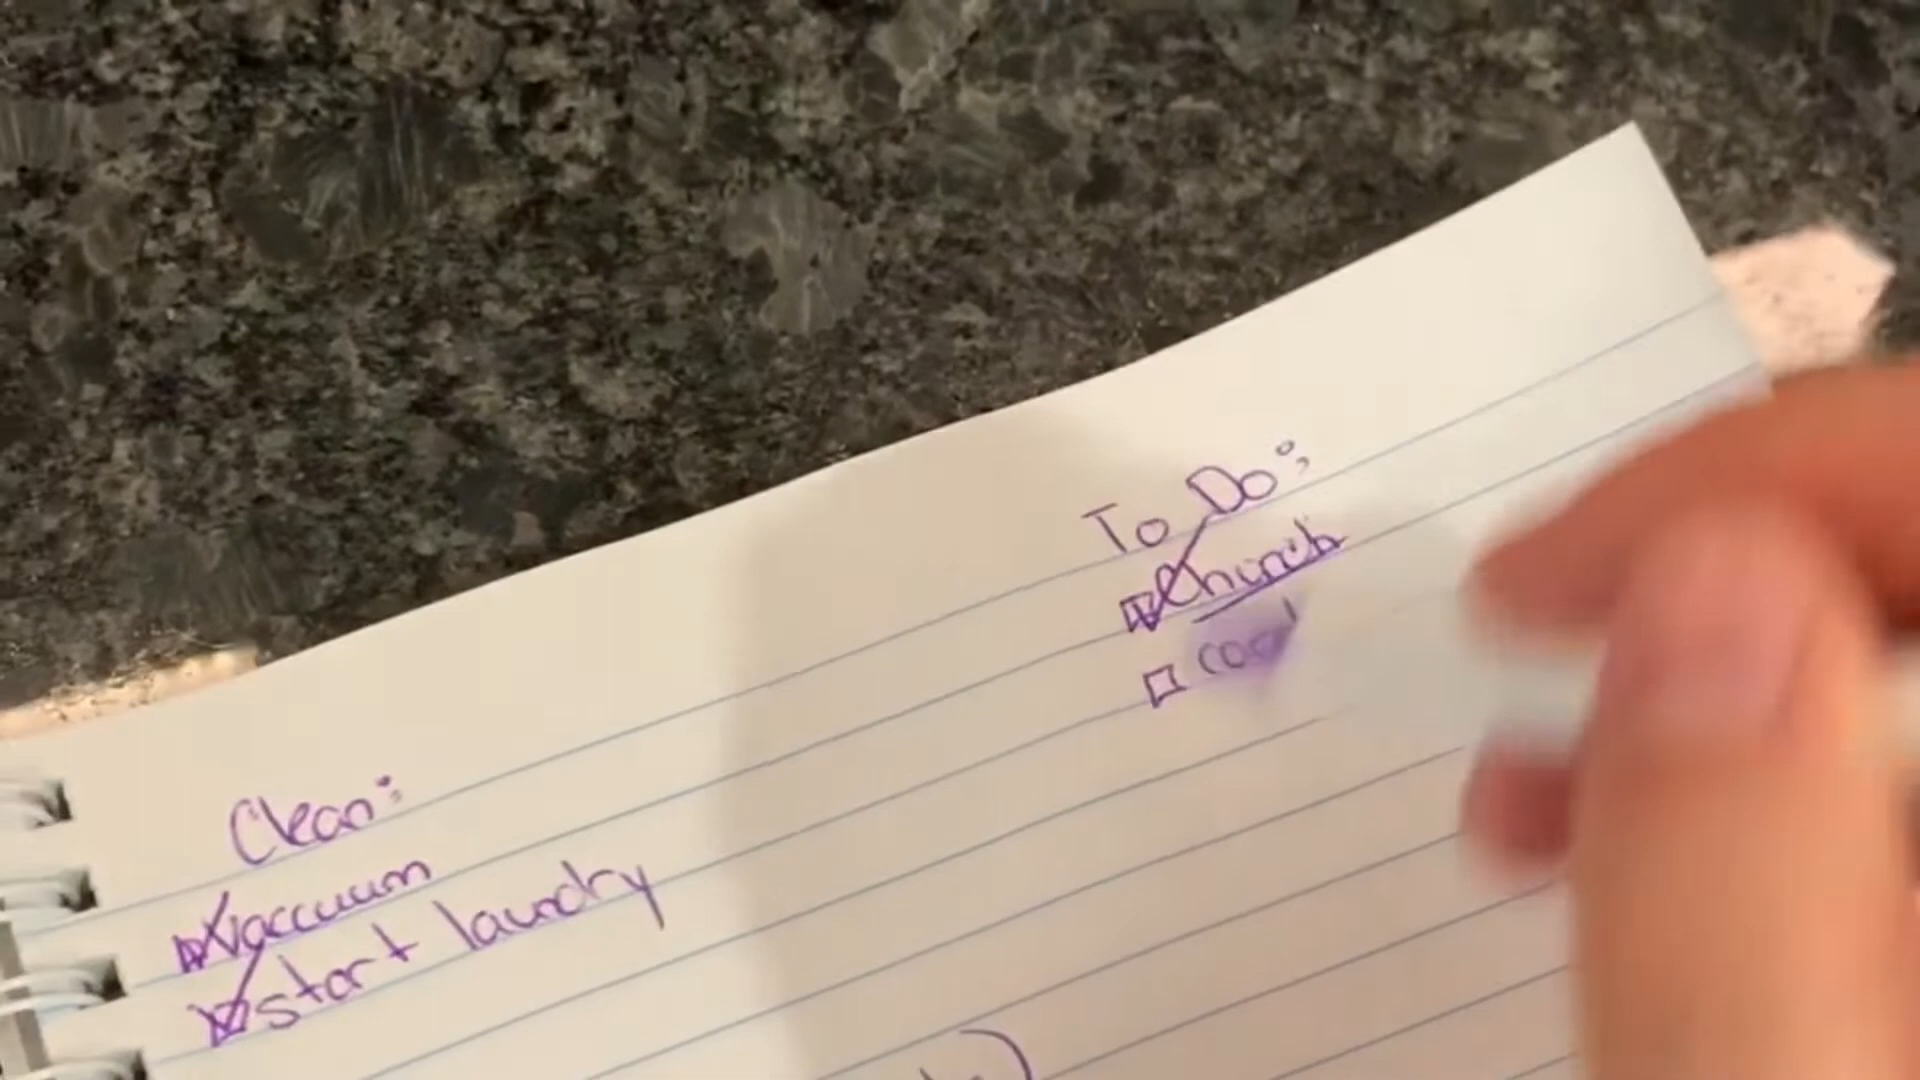 To Do:
Church
Clean:
Vaccuum
start laundry